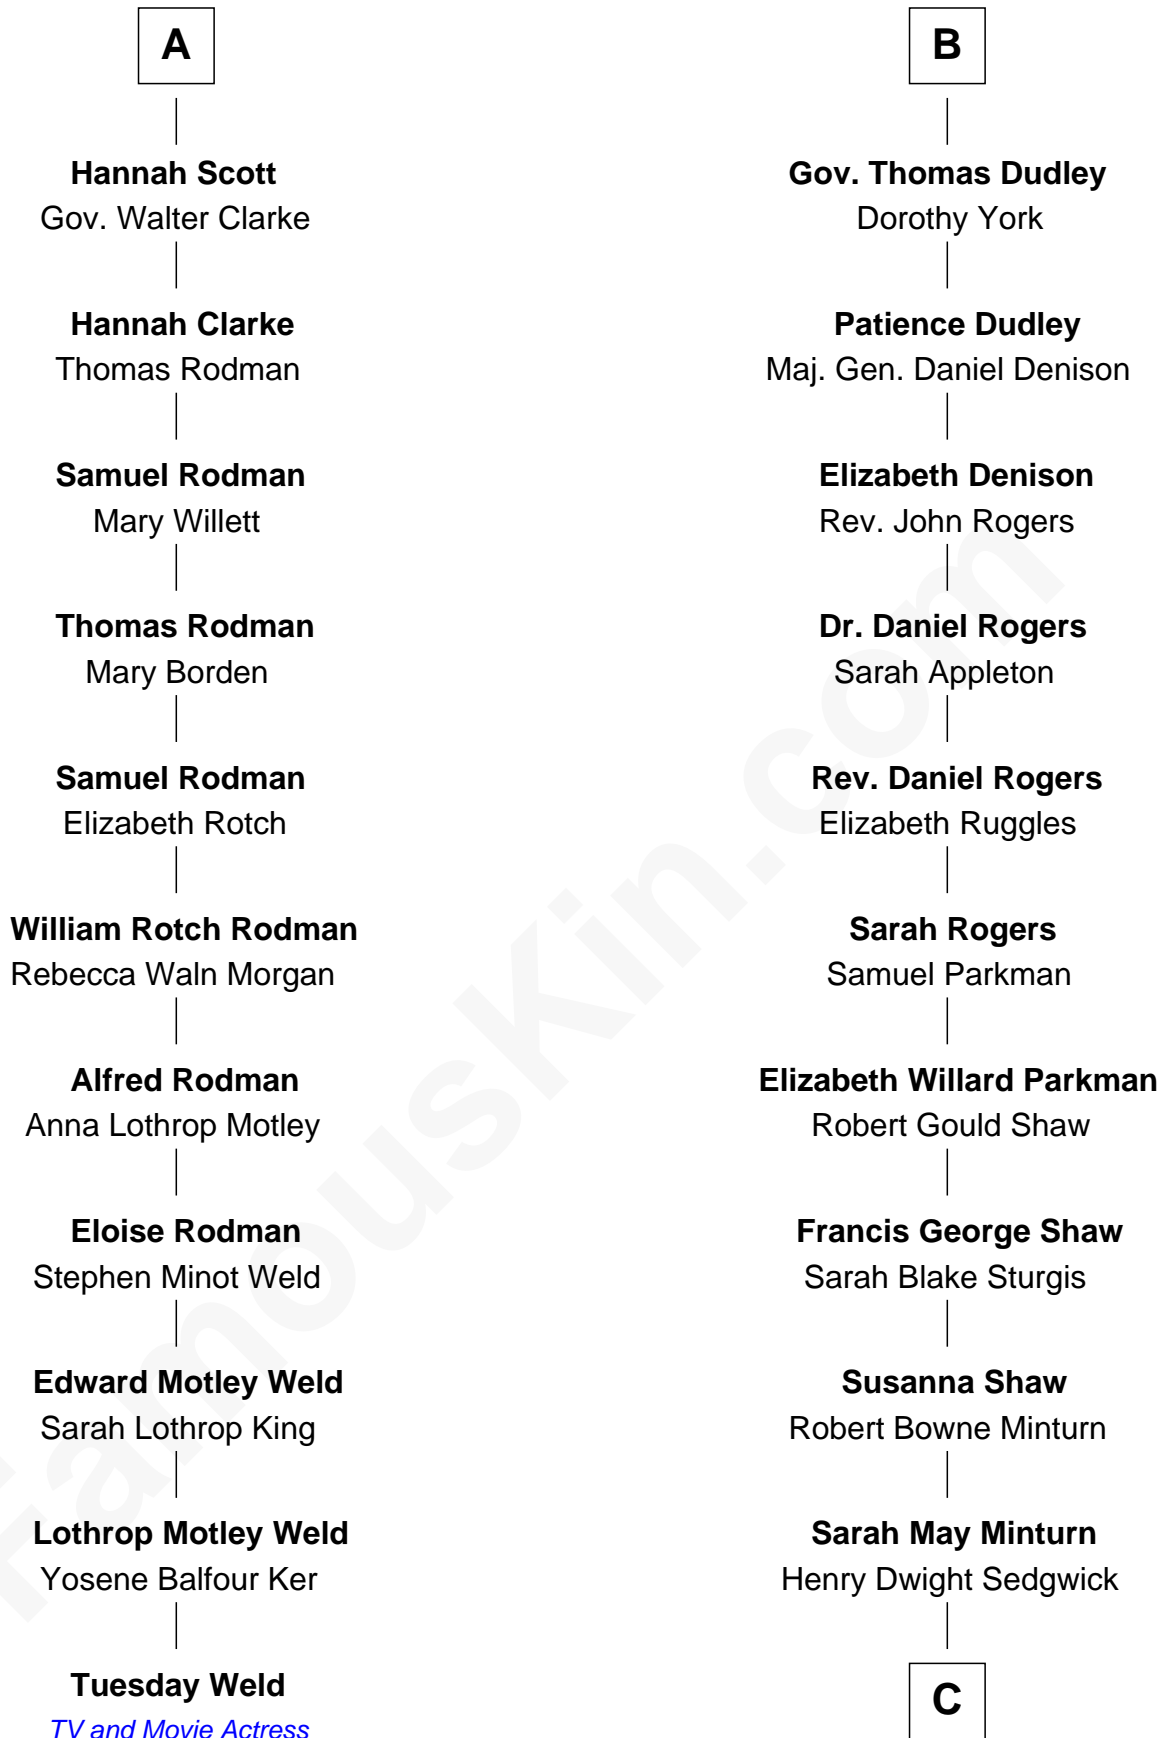 A
Hannah Scott
Gov. Walter Clarke
Hannah Clarke
Thomas Rodman
Samuel Rodman
Mary Willett
Thomas Rodman
Mary Borden
Samuel Rodman
Elizabeth Rotch
William Rotch Rodman
Rebecca Waln Morgan
Alfred Rodman
Anna Lothrop Motley
Eloise Rodman
Stephen Minot Weld
Edward Motley Weld
Sarah Lothrop King
Lothrop Motley Weld
Yosene Balfour Ker
Tuesday Weld
TV and Movie Actress
B
Gov. Thomas Dudley
Dorothy York
Patience Dudley
Maj. Gen. Daniel Denison
Elizabeth Denison
Rev. John Rogers
Dr. Daniel Rogers
Sarah Appleton
Rev. Daniel Rogers
Elizabeth Ruggles
Sarah Rogers
Samuel Parkman
Elizabeth Willard Parkman
Robert Gould Shaw
Francis George Shaw
Sarah Blake Sturgis
Susanna Shaw
Robert Bowne Minturn
Sarah May Minturn
Henry Dwight Sedgwick
C
FamousKin.com